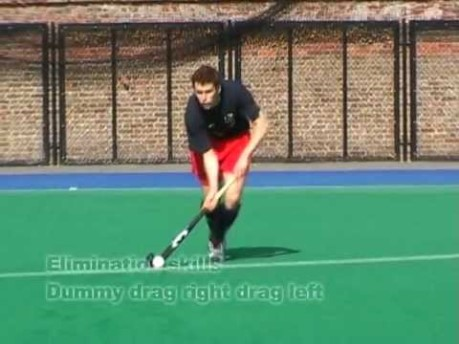 Elimination skills
Dummy drag right drag left